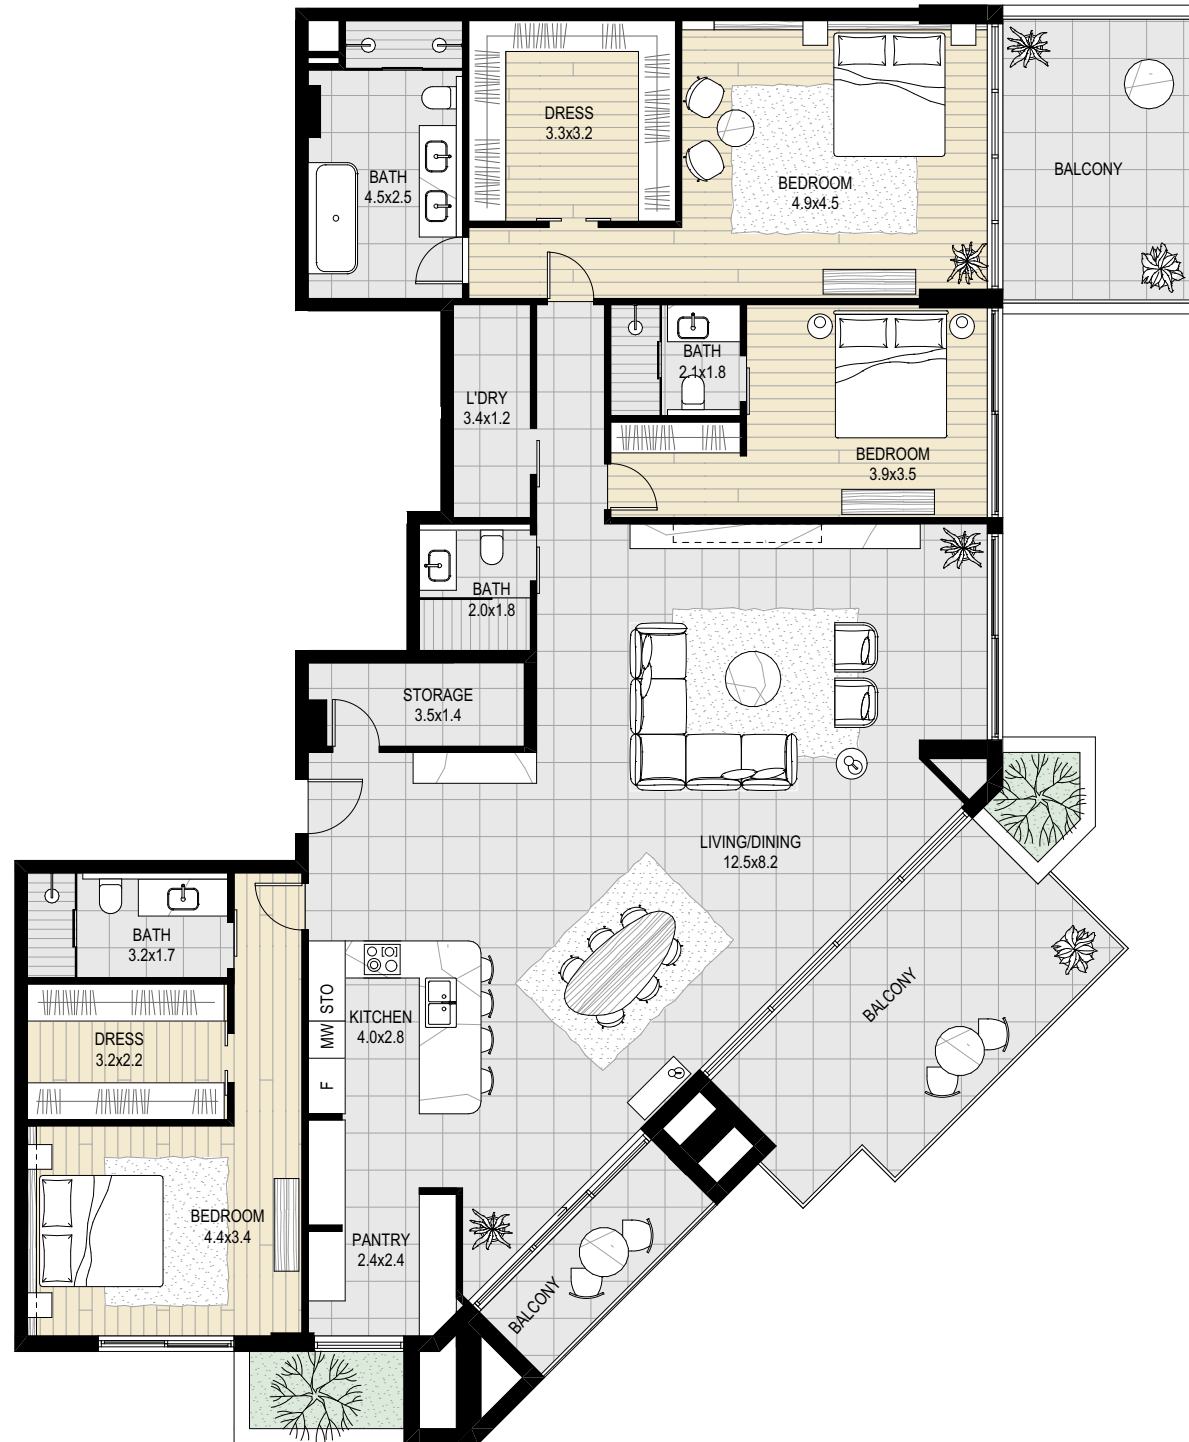 DRESS
3.3x3.2
BATH
4.5x2.5
BEDROOM
4.9x4.5
BALCONY
BATH
2.1x1.8
L'DRY
3.4x1.2
BEDROOM
3.9x3.5
BATH
2.0x1.8
STORAGE
3.5x1.4
LIVING/DINING
12.5x8.2
BATH
3.2x1.7
BALCONY
STO
MW
F
KITCHEN
4.0x2.8
DRESS
3.2x2.2
BEDROOM
4.4x3.4
PANTRY
2.4x2.4
BALCONY